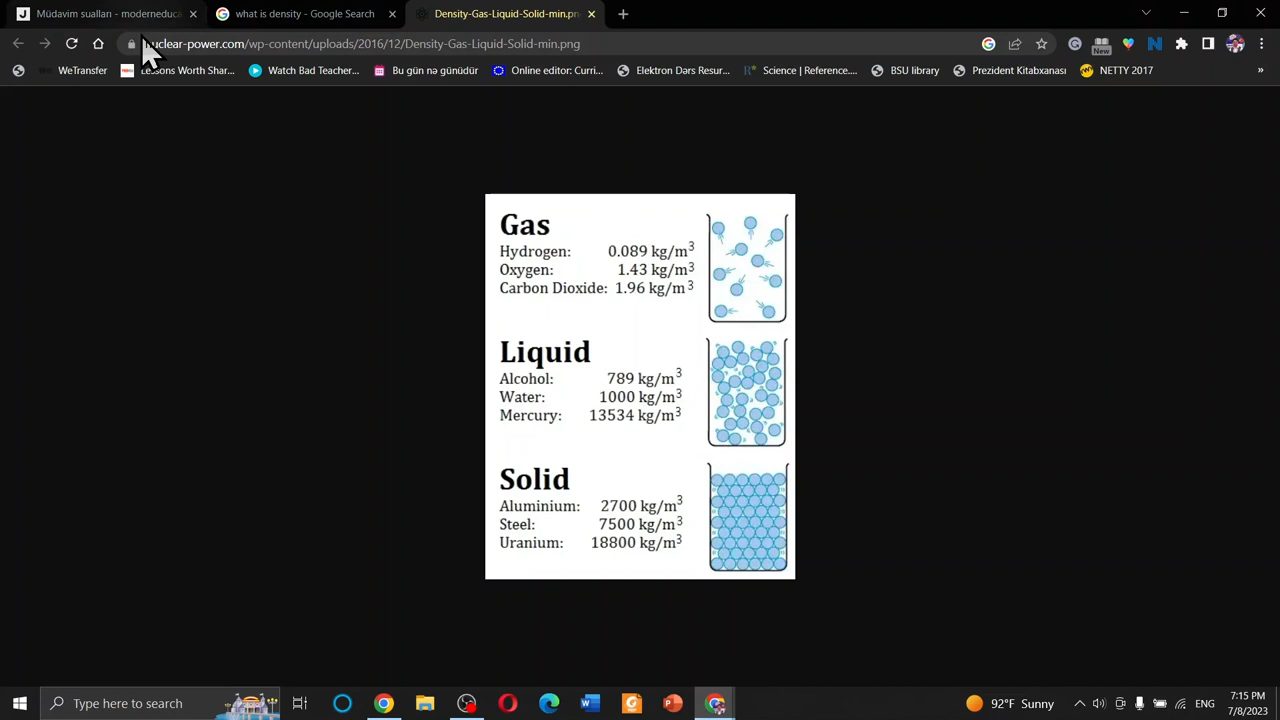 Müdavim sualları - moderneduca
what is density - Google Search
Density-Gas-Liquid-Solid-min.pn
nuclear-power.com/wp-content/uploads/2016/12/Density-Gas-Liquid-Solid-min.png
New
WeTransfer
Lessons Worth Shar...
Watch Bad Teacher...
Bu gün nə günüdür
Online editor: Curri...
Elektron Dərs Resur...
Science | Reference....
BSU library
Prezident Kitabxanası
NETTY 2017
»
Gas
Hydrogen: 0.089 kg/m³
Oxygen: 1.43 kg/m³
Carbon Dioxide: 1.96 kg/m³
Liquid
Alcohol: 789 kg/m³
Water: 1000 kg/m³
Mercury: 13534 kg/m³
Solid
Aluminium: 2700 kg/m³
Steel: 7500 kg/m³
Uranium: 18800 kg/m³
Type here to search
92°F Sunny
ENG
7:15 PM
7/8/2023